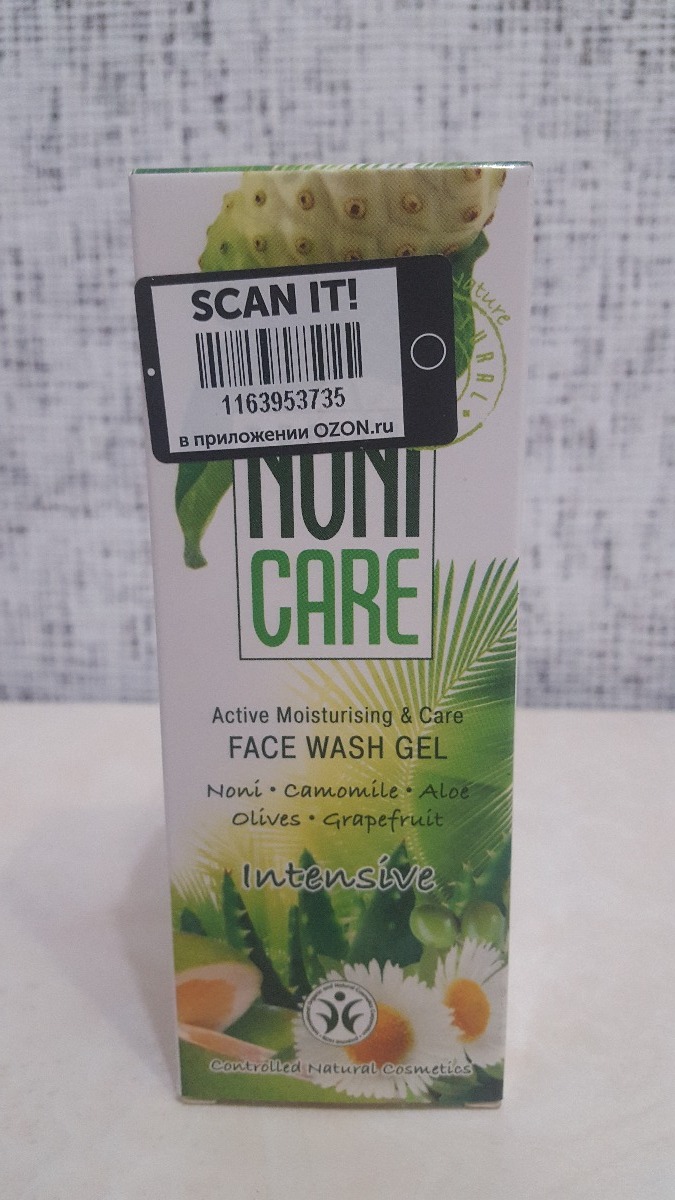 SCAN IT!
1163953735
в приложении OZON.ru
Nature
NONI
CARE
Active Moisturising & Care
FACE WASH GEL
Noni • Camomile • Aloe
Olives • Grapefruit
Intensive
Controlled Natural Cosmetics